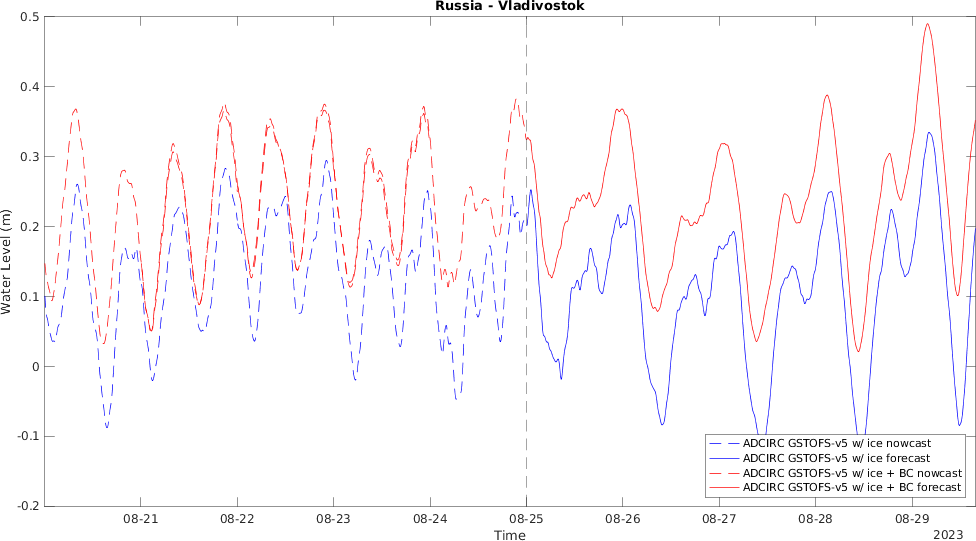 Russia - Vladivostok
Water Level (m)
0.5
0.4
0.3
0.2
0.1
0
-0.1
-0.2
ADCIRC GSTOFS-v5 w/ ice nowcast
ADCIRC GSTOFS-v5 w/ ice forecast
ADCIRC GSTOFS-v5 w/ ice + BC nowcast
ADCIRC GSTOFS-v5 w/ ice + BC forecast
08-21 08-22 08-23 08-24 08-25 08-26 08-27 08-28 08-29
Time
2023